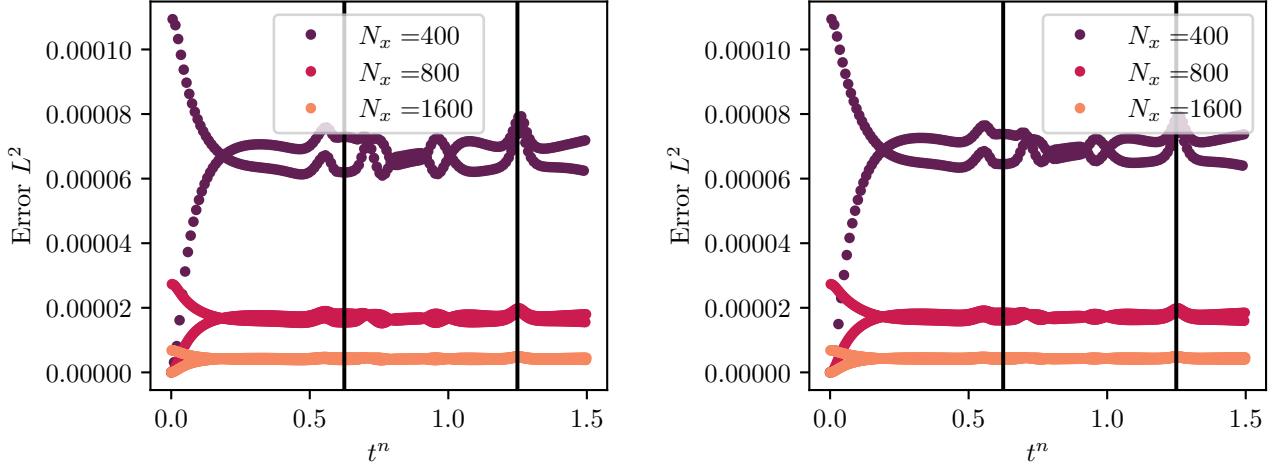 Error $L^2$
0.00010
0.00008
0.00006
0.00004
0.00002
0.00000
$N_x$ =400
$N_x$ =800
$N_x$ =1600
0.0 0.5 1.0 1.5
$t^n$
Error $L^2$
0.00010
0.00008
0.00006
0.00004
0.00002
0.00000
$N_x$ =400
$N_x$ =800
$N_x$ =1600
0.0 0.5 1.0 1.5
$t^n$